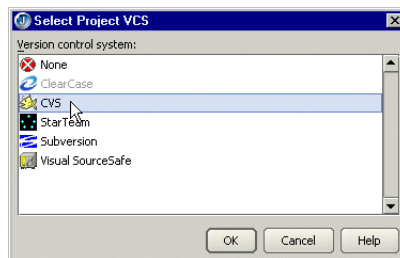 Select Project VCS
Version control system:
None
ClearCase
CVS
StarTeam
Subversion
Visual SourceSafe
OK Cancel Help